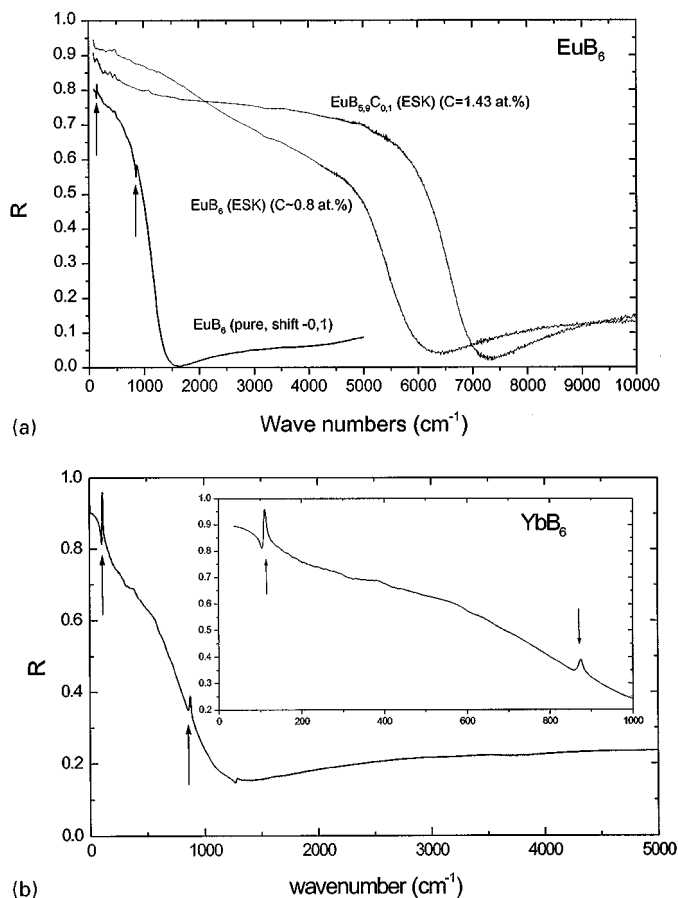 EuB6
1.0
0.9
0.8
0.7
0.6
0.5
0.4
0.3
0.2
0.1
0.0
R
EuB5,9C0,1 (ESK) (C=1.43 at.%)
EuB6 (ESK) (C~0.8 at.%)
EuB6 (pure, shift -0,1)
0 1000 2000 3000 4000 5000 6000 7000 8000 9000 10000
(a)
Wave numbers (cm-1)
1.0
0.8
0.6
0.4
0.2
0.0
R
YbB6
1.0
0.9
0.8
0.7
0.6
0.5
0.4
0.3
0.2
0 200 400 600 800 1000
0 1000 2000 3000 4000 5000
(b)
wavenumber (cm-1)